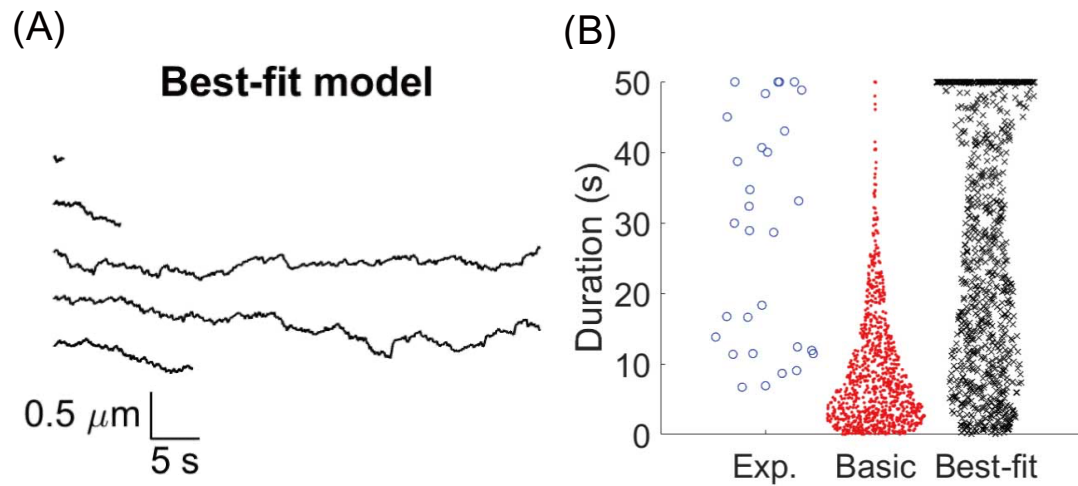 (A)
Best-fit model
0.5 μm
5 s
(B)
Duration (s)
50
40
30
20
10
0
Exp. Basic Best-fit